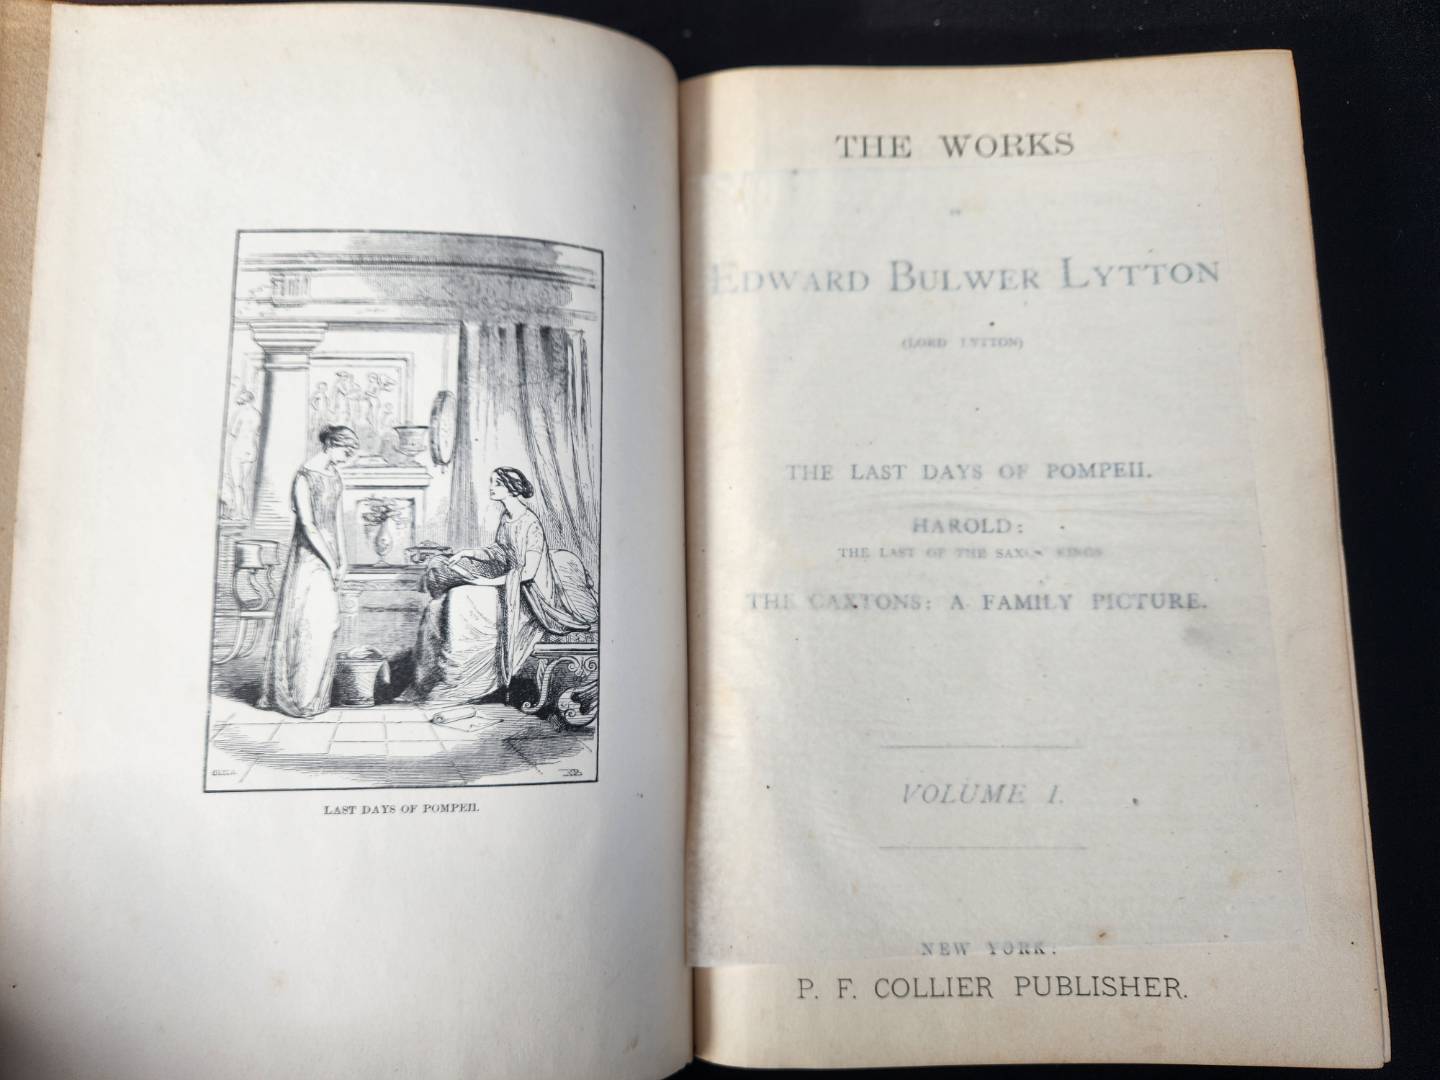 LAST DAYS OF POMPEII.
THE WORKS
EDWARD BULWER LYTTON
(LORD LYTTON)
THE LAST DAYS OF POMPEII.
HAROLD:
THE LAST OF THE SAXON KINGS
THE CAXTONS: A FAMILY PICTURE.
VOLUME I.
NEW YORK:
P. F. COLLIER PUBLISHER.